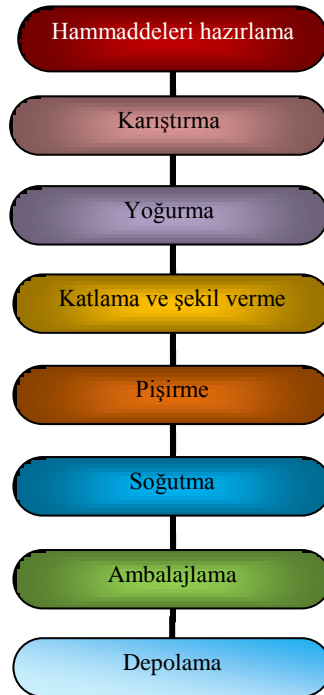 Hammaddeleri hazırlama
Karıştırma
Yoğurma
Katlama ve şekil verme
Pişirme
Soğutma
Ambalajlama
Depolama